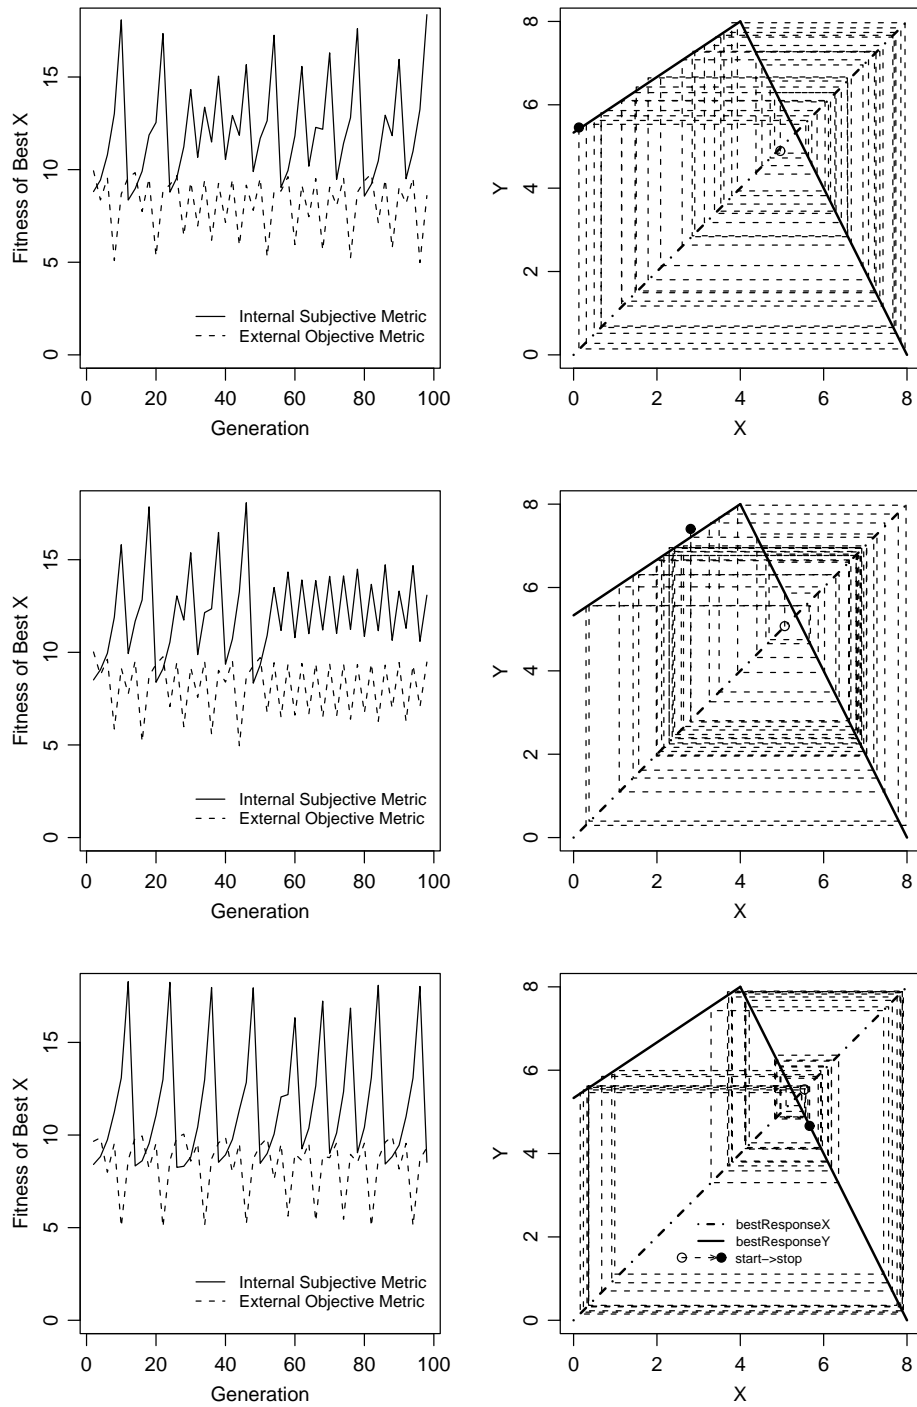 Fitness of Best X
15
10
5
0
Internal Subjective Metric
External Objective Metric
0 20 40 60 80 100
Generation
Y
8
6
4
2
0
0 2 4 6 8
X
Fitness of Best X
15
10
5
0
Internal Subjective Metric
External Objective Metric
0 20 40 60 80 100
Generation
Y
8
6
4
2
0
0 2 4 6 8
X
Fitness of Best X
15
10
5
0
Internal Subjective Metric
External Objective Metric
0 20 40 60 80 100
Generation
Y
8
6
4
2
0
bestResponseX
bestResponseY
start->stop
0 2 4 6 8
X